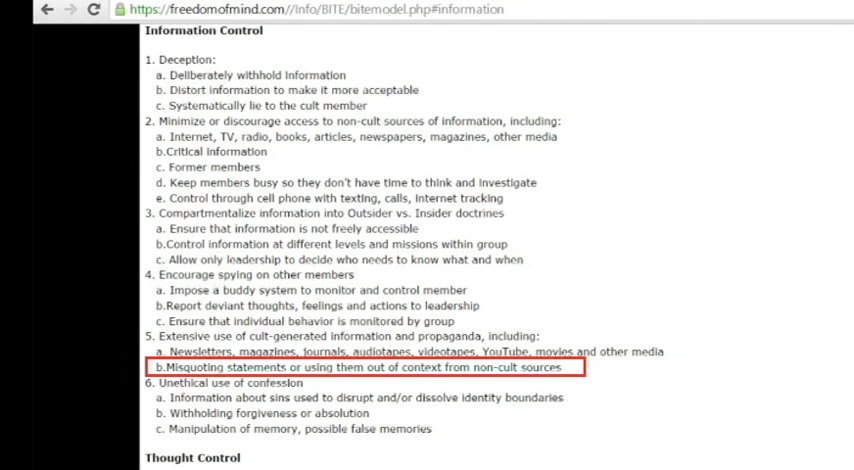 https://freedomofmind.com//Info/BITE/bitemodel.php#information
Information Control
1. Deception:
a. Deliberately withhold information
b. Distort information to make it more acceptable
c. Systematically lie to the cult member
2. Minimize or discourage access to non-cult sources of information, including:
a. Internet, TV, radio, books, articles, newspapers, magazines, other media
b.Critical information
c. Former members
d. Keep members busy so they don't have time to think and investigate
e. Control through cell phone with texting, calls, internet tracking
3. Compartmentalize information into Outsider vs. Insider doctrines
a. Ensure that information is not freely accessible
b.Control information at different levels and missions within group
c. Allow only leadership to decide who needs to know what and when
4. Encourage spying on other members
a. Impose a buddy system to monitor and control member
b.Report deviant thoughts, feelings and actions to leadership
c. Ensure that individual behavior is monitored by group
5. Extensive use of cult-generated information and propaganda, including:
a. Newsletters, magazines, journals, audiotapes, videotapes, YouTube, movies and other media
b.Misquoting statements or using them out of context from non-cult sources
6. Unethical use of confession
a. Information about sins used to disrupt and/or dissolve identity boundaries
b. Withholding forgiveness or absolution
c. Manipulation of memory, possible false memories
Thought Control